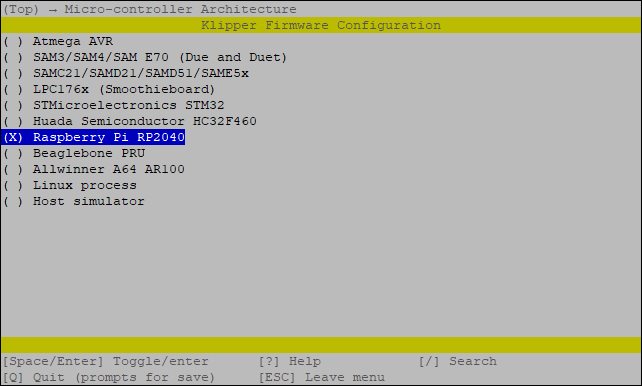 (Top) → Micro-controller Architecture
Klipper Firmware Configuration
( ) Atmega AVR
( ) SAM3/SAM4/SAM E70 (Due and Duet)
( ) SAMC21/SAMD21/SAMD51/SAME5x
( ) LPC176x (Smoothieboard)
( ) STMicroelectronics STM32
( ) Huada Semiconductor HC32F460
(X) Raspberry Pi RP2040
( ) Beaglebone PRU
( ) Allwinner A64 AR100
( ) Linux process
( ) Host simulator
[Space/Enter] Toggle/enter [?] Help [/] Search
[Q] Quit (prompts for save) [ESC] Leave menu